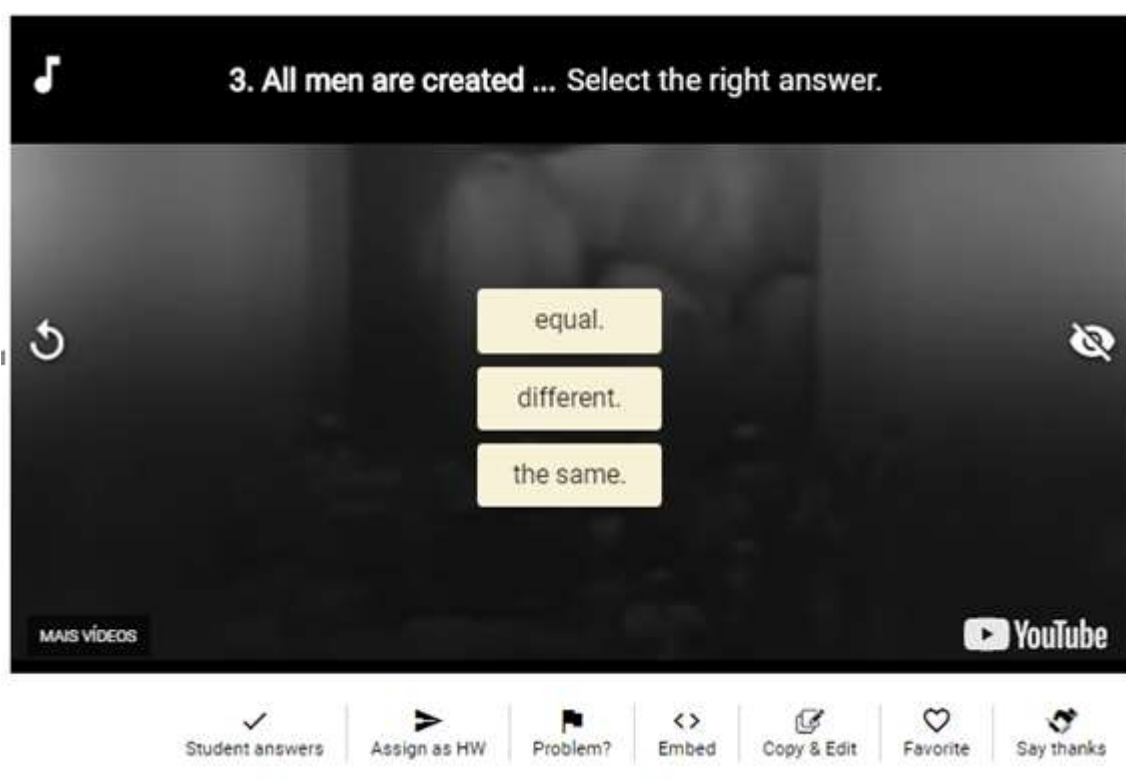 3. All men are created ... Select the right answer.
equal.
different.
the same.
MAIS VÍDEOS
YouTube
Student answers
Assign as HW
Problem?
Embed
Copy & Edit
Favorite
Say thanks